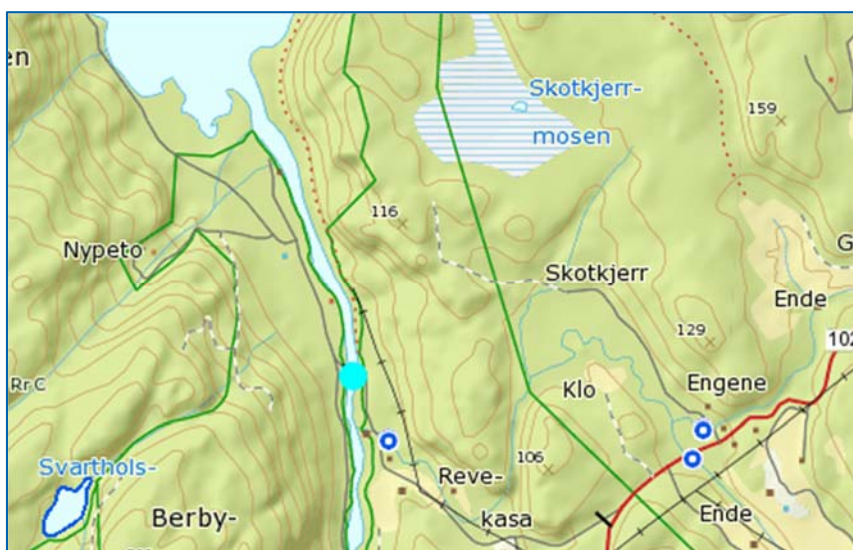 en
Skotkjerr-
mosen
159
116
Nypeto
Skotkjerr
G
Ende
129
102
Rr C
Klo
Engene
Svarthols-
106
Reve-
kasa
Berby-
Ende